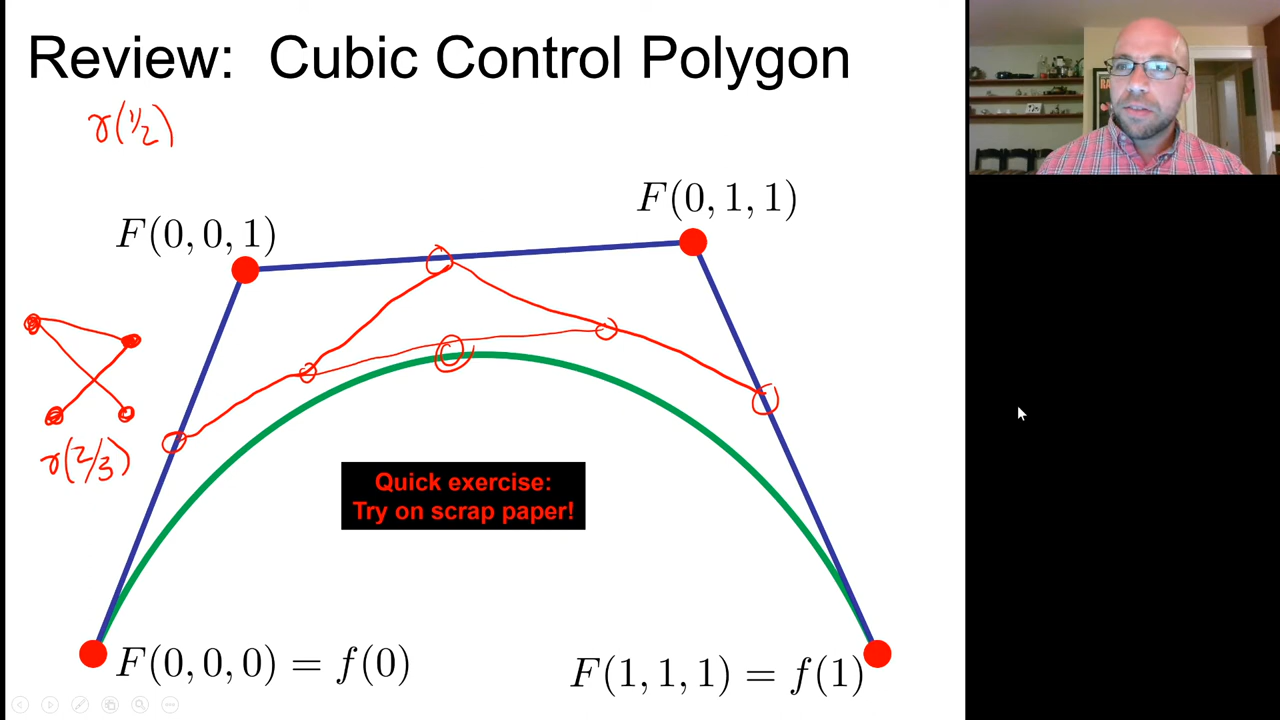 Review: Cubic Control Polygon
γ(1/2)
F(0, 1, 1)
F(0, 0, 1)
γ(2/3)
Quick exercise:
Try on scrap paper!
F(0, 0, 0) = f(0)
F(1, 1, 1) = f(1)